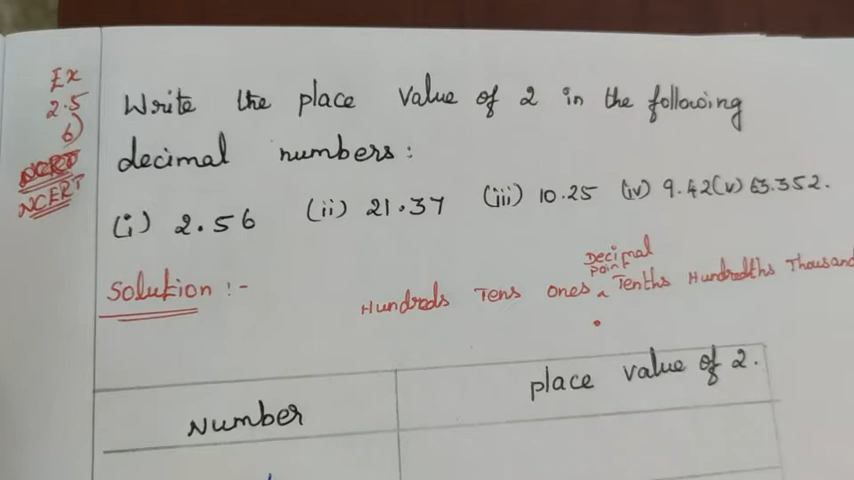 Ex
2.5
6)
NCERT
NCERT
Write the place value of 2 in the following
decimal numbers:
(i) 2.56 (ii) 21.37 (iii) 10.25 (iv) 9.42 (v) 63.352.
Solution :-
Decimal
point
Hundreds Tens Ones Tenths Hundredths Thousand
.
Number place value of 2.